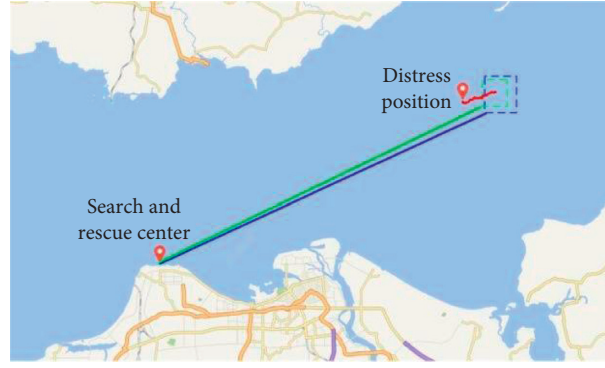 Distress
position
Search and
rescue center